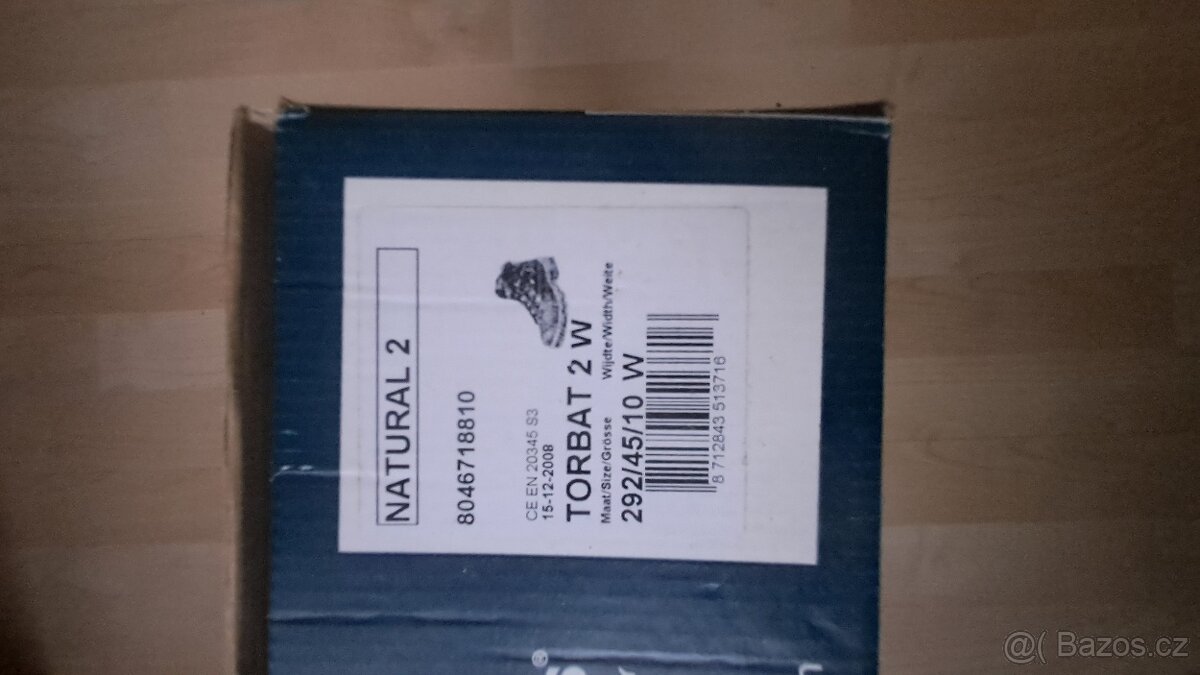 NATURAL 2
8046718810
CE EN 20345 S3
15-12-2008
TORBAT 2 W
Maat/Size/Grösse Wijdte/Width/Weite
292/45/10 W
8 712843 513716
@( Bazos.cz